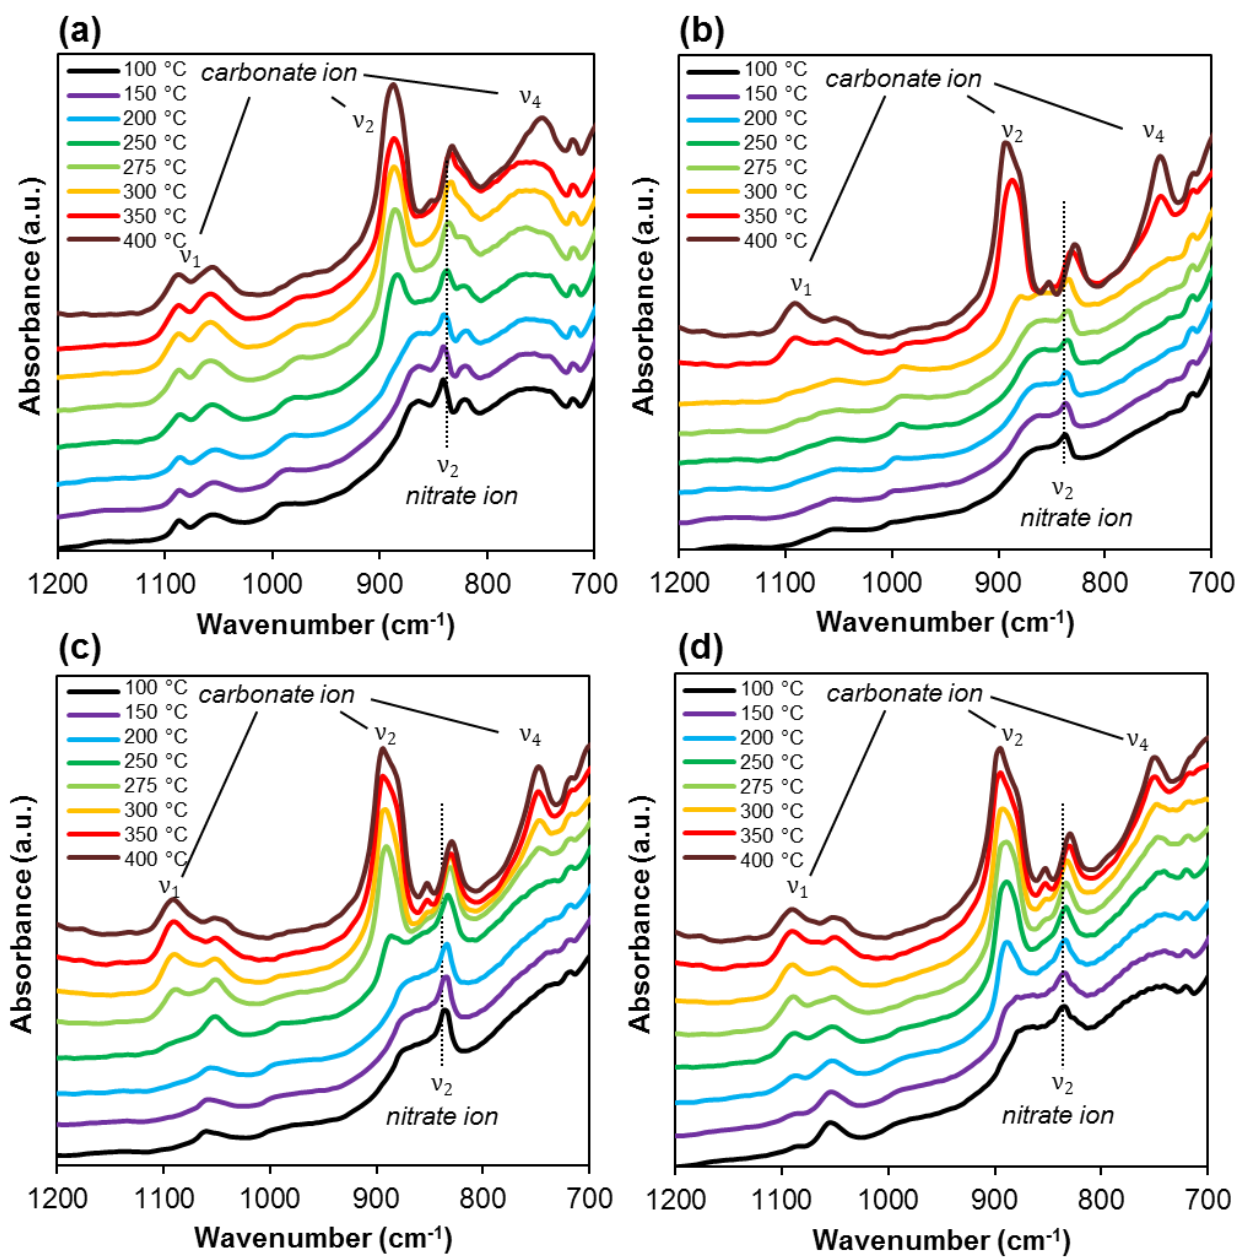 (a)
100 °C
150 °C
200 °C
250 °C
275 °C
300 °C
350 °C
400 °C
carbonate ion
ν1
ν2
ν4
ν2
nitrate ion
Absorbance (a.u.)
1200 1100 1000 900 800 700
Wavenumber (cm-1)
(b)
100 °C
150 °C
200 °C
250 °C
275 °C
300 °C
350 °C
400 °C
carbonate ion
ν1
ν2
ν4
ν2
nitrate ion
Absorbance (a.u.)
1200 1100 1000 900 800 700
Wavenumber (cm-1)
(c)
100 °C
150 °C
200 °C
250 °C
275 °C
300 °C
350 °C
400 °C
carbonate ion
ν1
ν2
ν4
ν2
nitrate ion
Absorbance (a.u.)
1200 1100 1000 900 800 700
Wavenumber (cm-1)
(d)
100 °C
150 °C
200 °C
250 °C
275 °C
300 °C
350 °C
400 °C
carbonate ion
ν1
ν2
ν4
ν2
nitrate ion
Absorbance (a.u.)
1200 1100 1000 900 800 700
Wavenumber (cm-1)